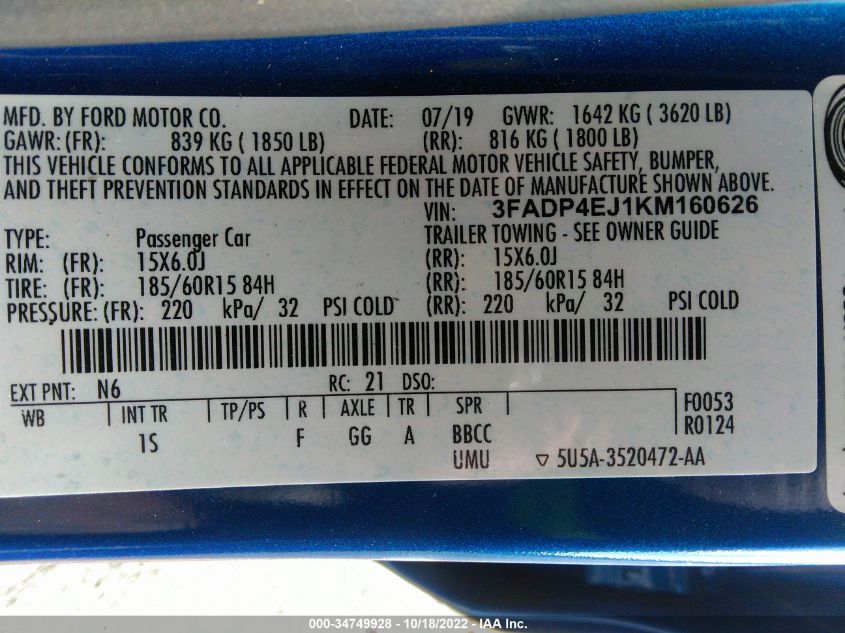 MFD. BY FORD MOTOR CO. DATE: 07/19 GVWR: 1642 KG ( 3620 LB)
GAWR: (FR): 839 KG ( 1850 LB) (RR): 816 KG ( 1800 LB)
THIS VEHICLE CONFORMS TO ALL APPLICABLE FEDERAL MOTOR VEHICLE SAFETY, BUMPER,
AND THEFT PREVENTION STANDARDS IN EFFECT ON THE DATE OF MANUFACTURE SHOWN ABOVE.
VIN: 3FADP4EJ1KM160626
TYPE: Passenger Car TRAILER TOWING - SEE OWNER GUIDE
RIM: (FR): 15X6.0J (RR): 15X6.0J
TIRE: (FR): 185/60R15 84H (RR): 185/60R15 84H
PRESSURE: (FR): 220 kPa/ 32 PSI COLD (RR): 220 kPa/ 32 PSI COLD
EXT PNT: N6 RC: 21 DSO:
WB INT TR TP/PS R AXLE TR SPR F0053
1S F GG A BBCC R0124
UMU ▽ 5U5A-3520472-AA
000-34749928 - 10/18/2022 - IAA Inc.